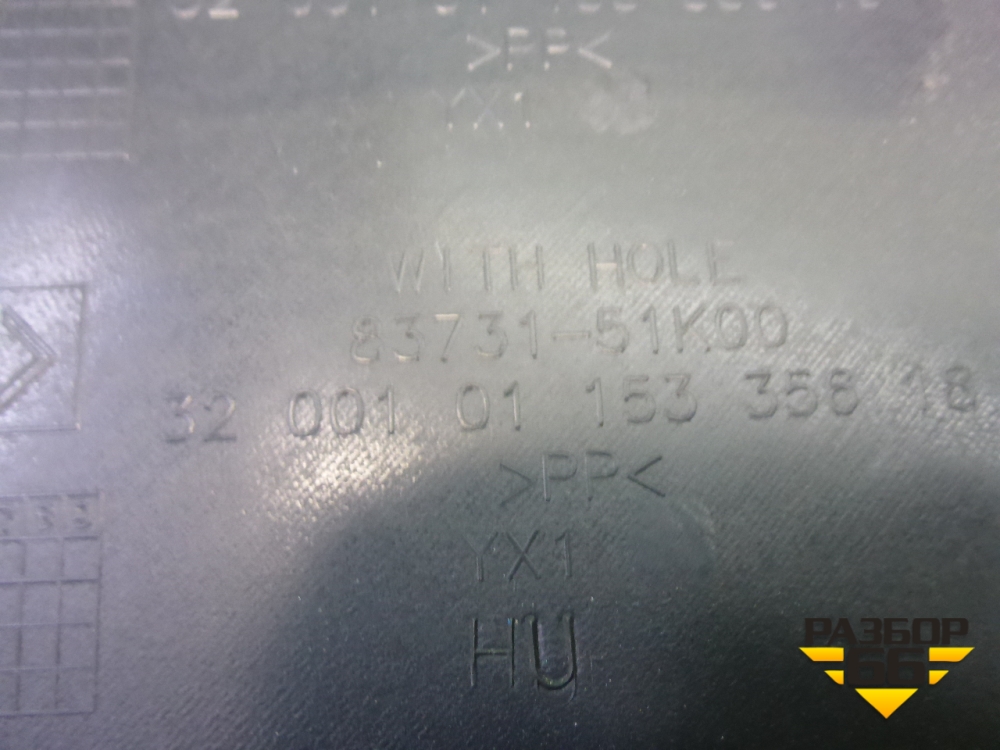 >PP<
YX1
WITH HOLE
83731-51K00
32 001 01 153 358 18
>PP<
YX1
HU
РАЗБОР
66